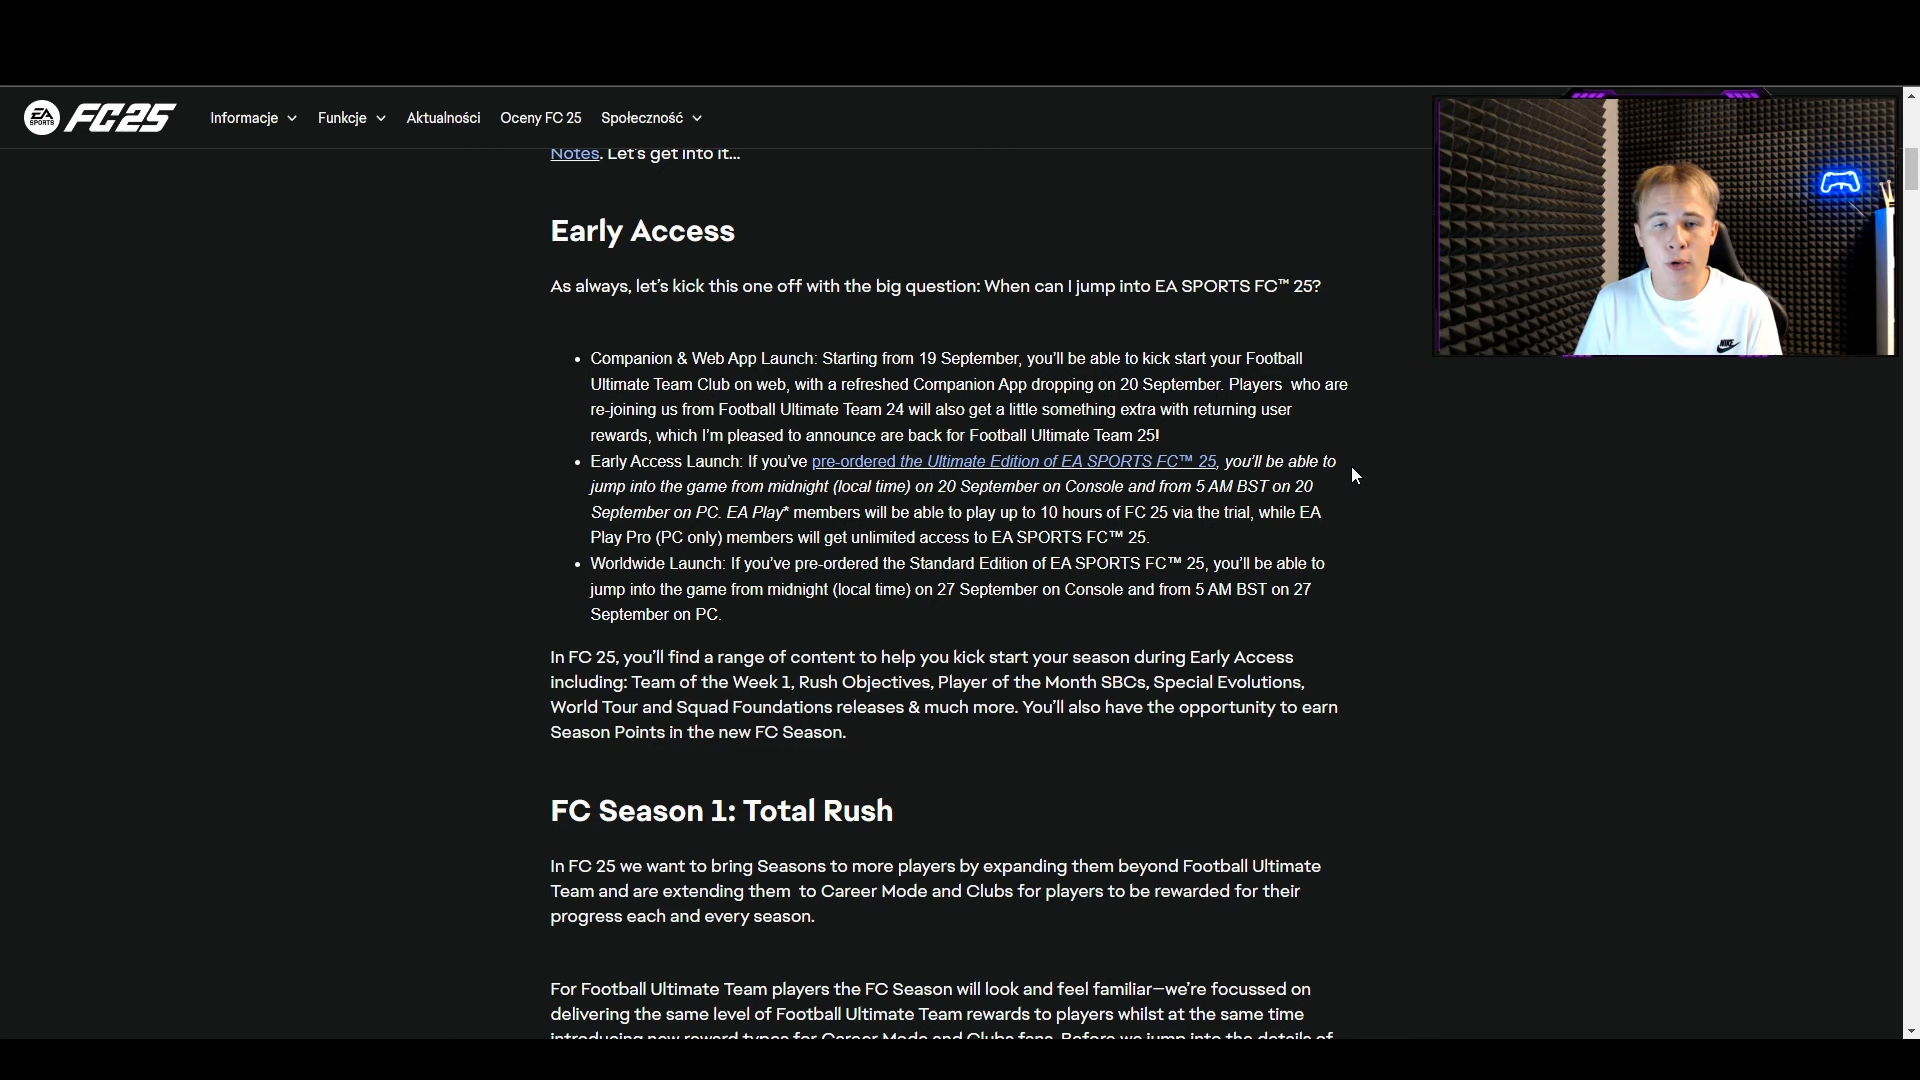 EA SPORTS FC25
Informacje
Funkcje
Aktualności
Oceny FC 25
Społeczność
Notes. Let's get into it...
Early Access
As always, let's kick this one off with the big question: When can I jump into EA SPORTS FC™ 25?
• Companion & Web App Launch: Starting from 19 September, you'll be able to kick start your Football
Ultimate Team Club on web, with a refreshed Companion App dropping on 20 September. Players who are
re-joining us from Football Ultimate Team 24 will also get a little something extra with returning user
rewards, which I'm pleased to announce are back for Football Ultimate Team 25!
• Early Access Launch: If you've pre-ordered the Ultimate Edition of EA SPORTS FC™ 25, you'll be able to
jump into the game from midnight (local time) on 20 September on Console and from 5 AM BST on 20
September on PC. EA Play* members will be able to play up to 10 hours of FC 25 via the trial, while EA
Play Pro (PC only) members will get unlimited access to EA SPORTS FC™ 25.
• Worldwide Launch: If you've pre-ordered the Standard Edition of EA SPORTS FC™ 25, you'll be able to
jump into the game from midnight (local time) on 27 September on Console and from 5 AM BST on 27
September on PC.
In FC 25, you'll find a range of content to help you kick start your season during Early Access
including: Team of the Week 1, Rush Objectives, Player of the Month SBCs, Special Evolutions,
World Tour and Squad Foundations releases & much more. You'll also have the opportunity to earn
Season Points in the new FC Season.
FC Season 1: Total Rush
In FC 25 we want to bring Seasons to more players by expanding them beyond Football Ultimate
Team and are extending them to Career Mode and Clubs for players to be rewarded for their
progress each and every season.
For Football Ultimate Team players the FC Season will look and feel familiar—we're focussed on
delivering the same level of Football Ultimate Team rewards to players whilst at the same time
introducing new reward types for Career Mode and Clubs fans. Before we jump into the details of
NIKE